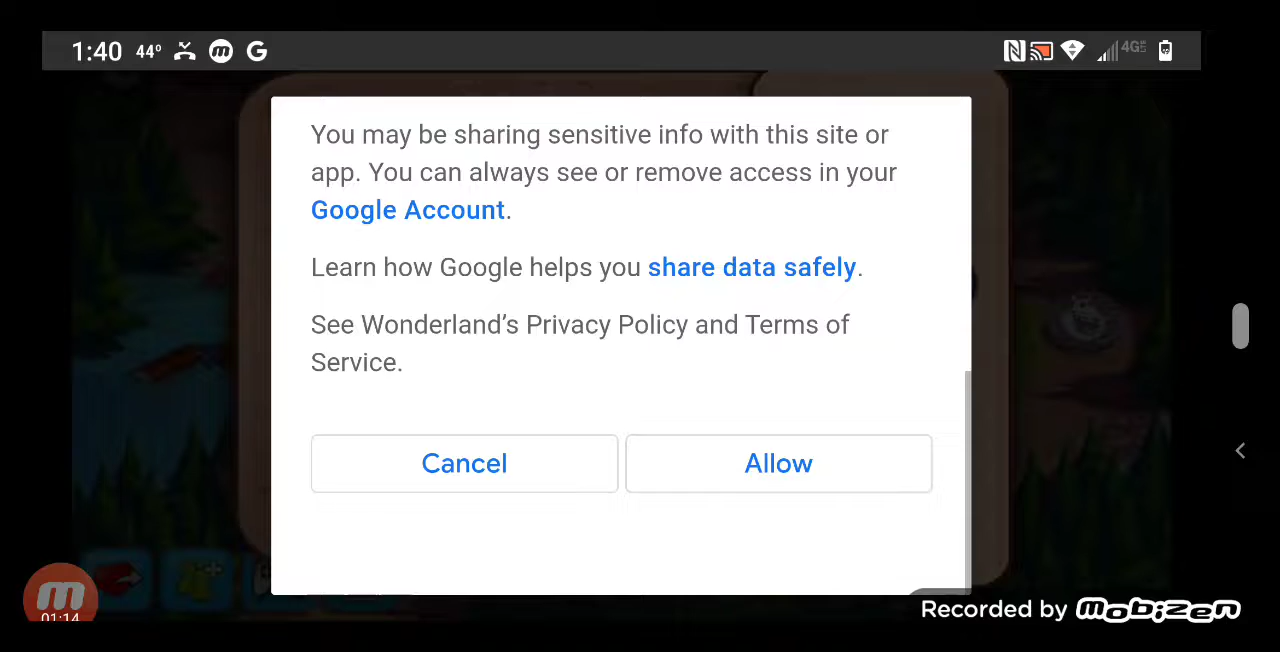 1:40 44°
4G
You may be sharing sensitive info with this site or
app. You can always see or remove access in your
Google Account.
Learn how Google helps you share data safely.
See Wonderland’s Privacy Policy and Terms of
Service.
Cancel Allow
01:14
Recorded by mobizen